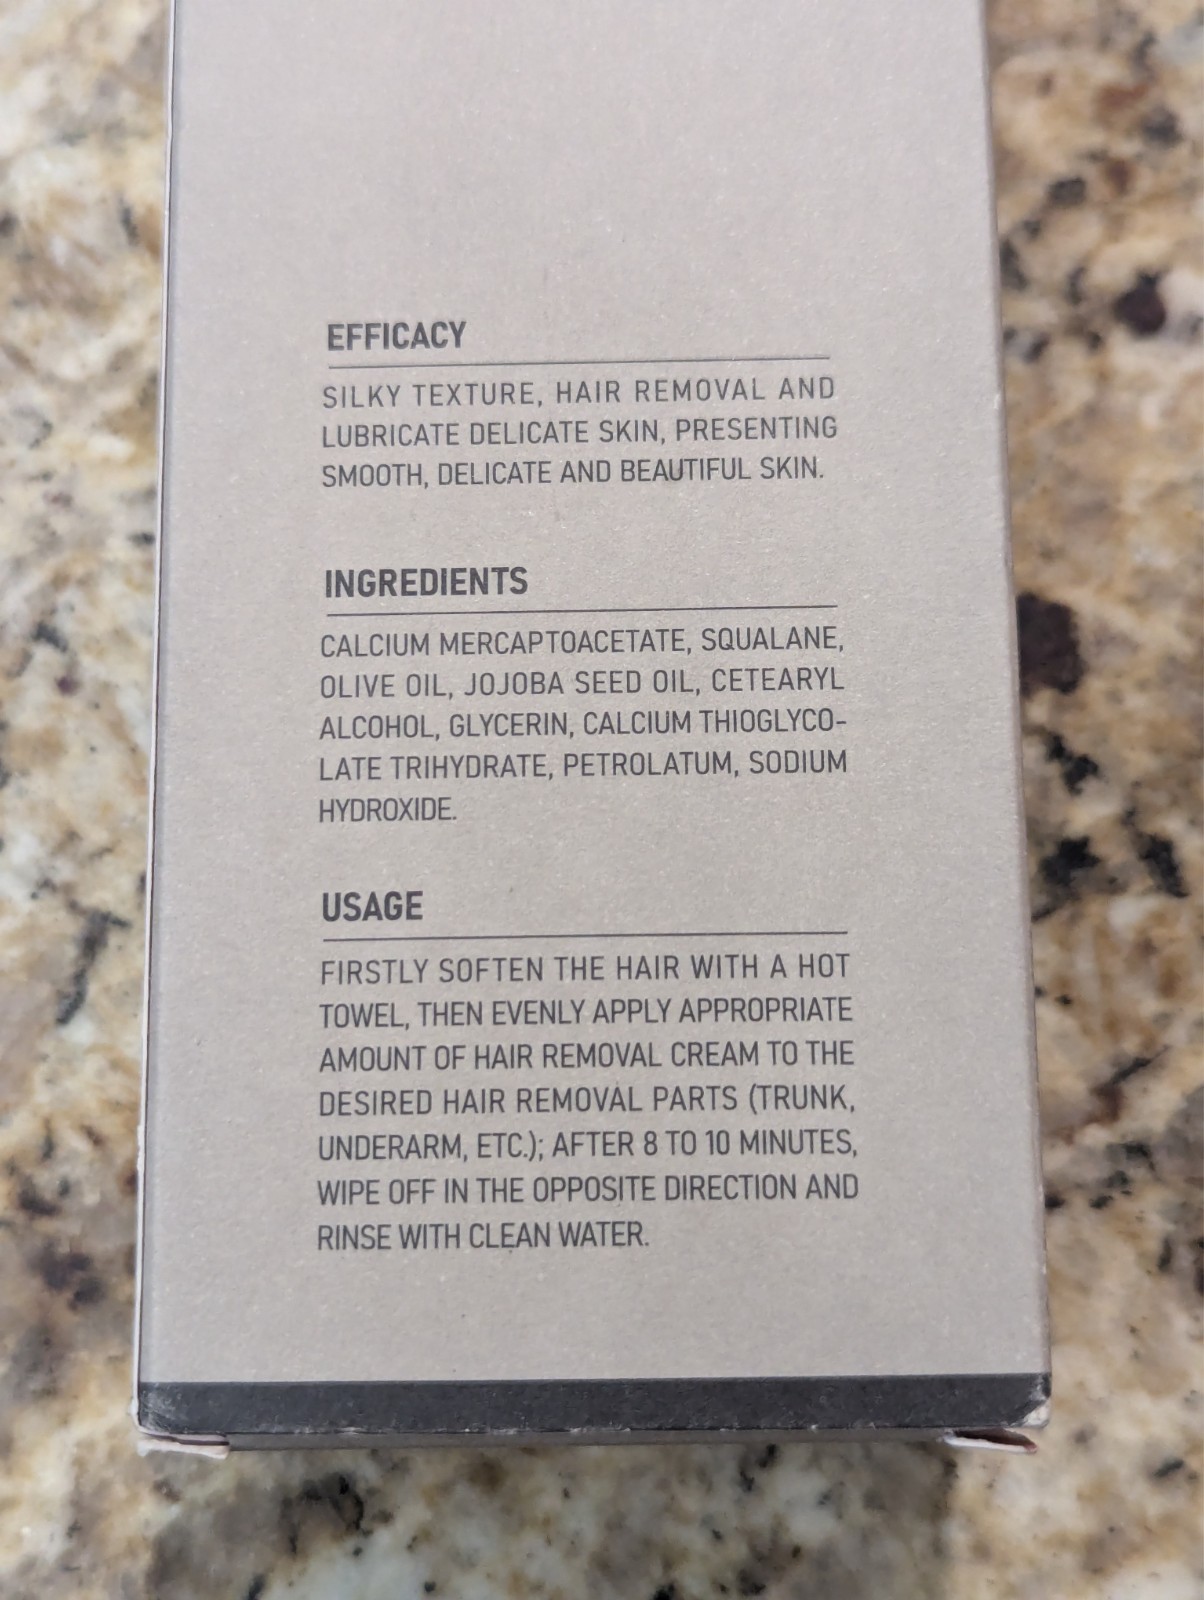 EFFICACY
SILKY TEXTURE, HAIR REMOVAL AND
LUBRICATE DELICATE SKIN, PRESENTING
SMOOTH, DELICATE AND BEAUTIFUL SKIN.
INGREDIENTS
CALCIUM MERCAPTOACETATE, SQUALANE,
OLIVE OIL, JOJOBA SEED OIL, CETEARYL
ALCOHOL, GLYCERIN, CALCIUM THIOGLYCO-
LATE TRIHYDRATE, PETROLATUM, SODIUM
HYDROXIDE.
USAGE
FIRSTLY SOFTEN THE HAIR WITH A HOT
TOWEL, THEN EVENLY APPLY APPROPRIATE
AMOUNT OF HAIR REMOVAL CREAM TO THE
DESIRED HAIR REMOVAL PARTS (TRUNK,
UNDERARM, ETC.); AFTER 8 TO 10 MINUTES,
WIPE OFF IN THE OPPOSITE DIRECTION AND
RINSE WITH CLEAN WATER.